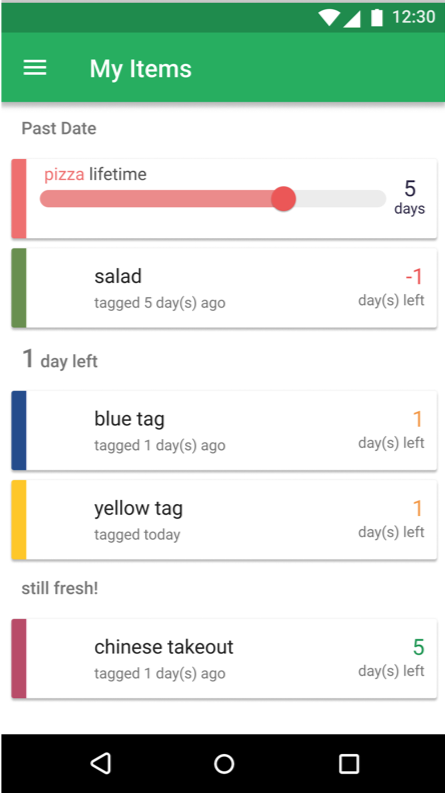 12:30
My Items
Past Date
pizza lifetime
5
days
salad
-1
tagged 5 day(s) ago
day(s) left
1 day left
blue tag
1
tagged 1 day(s) ago
day(s) left
yellow tag
1
tagged today
day(s) left
still fresh!
chinese takeout
5
tagged 1 day(s) ago
day(s) left